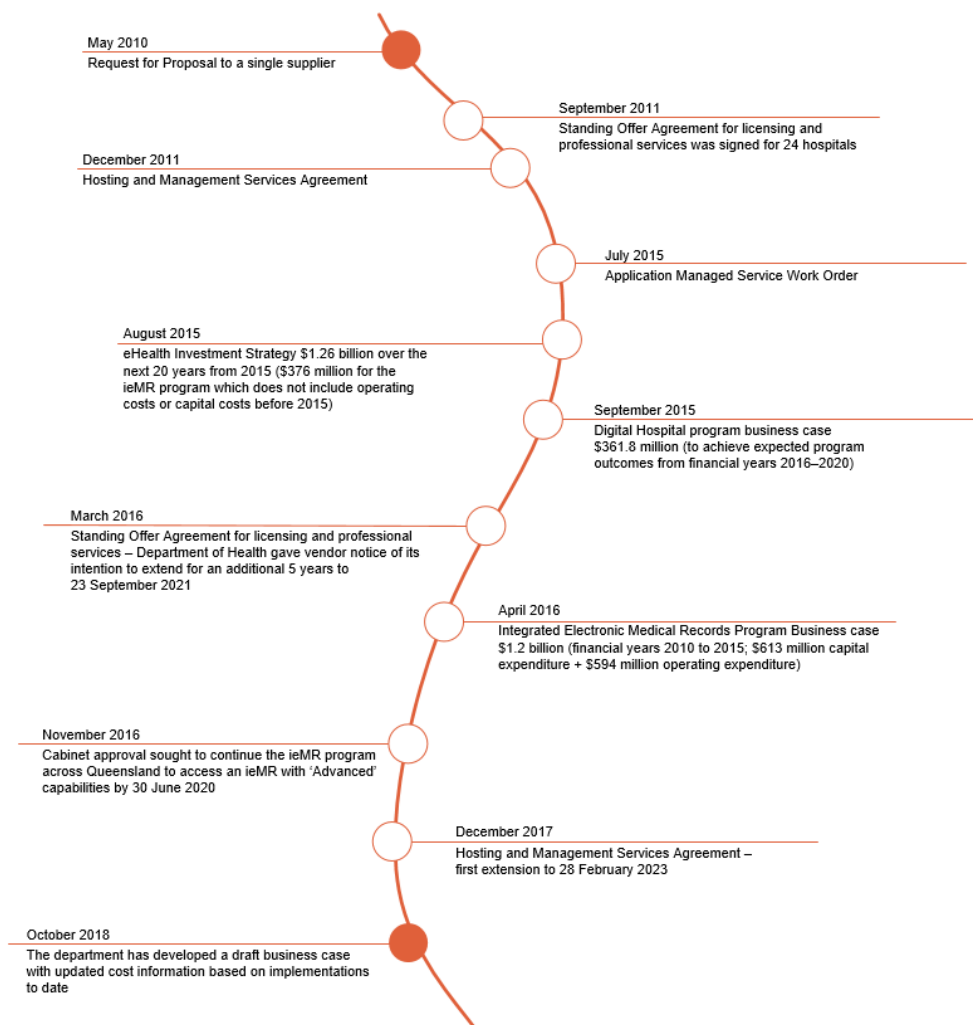 May 2010
Request for Proposal to a single supplier
September 2011
Standing Offer Agreement for licensing and
professional services was signed for 24 hospitals
December 2011
Hosting and Management Services Agreement
July 2015
Application Managed Service Work Order
August 2015
eHealth Investment Strategy $1.26 billion over the
next 20 years from 2015 ($376 million for the
ieMR program which does not include operating
costs or capital costs before 2015)
September 2015
Digital Hospital program business case
$361.8 million (to achieve expected program
outcomes from financial years 2016–2020)
March 2016
Standing Offer Agreement for licensing and professional
services – Department of Health gave vendor notice of its
intention to extend for an additional 5 years to
23 September 2021
April 2016
Integrated Electronic Medical Records Program Business case
$1.2 billion (financial years 2010 to 2015; $613 million capital
expenditure + $594 million operating expenditure)
November 2016
Cabinet approval sought to continue the ieMR program
across Queensland to access an ieMR with ‘Advanced’
capabilities by 30 June 2020
December 2017
Hosting and Management Services Agreement –
first extension to 28 February 2023
October 2018
The department has developed a draft business case
with updated cost information based on implementations
to date